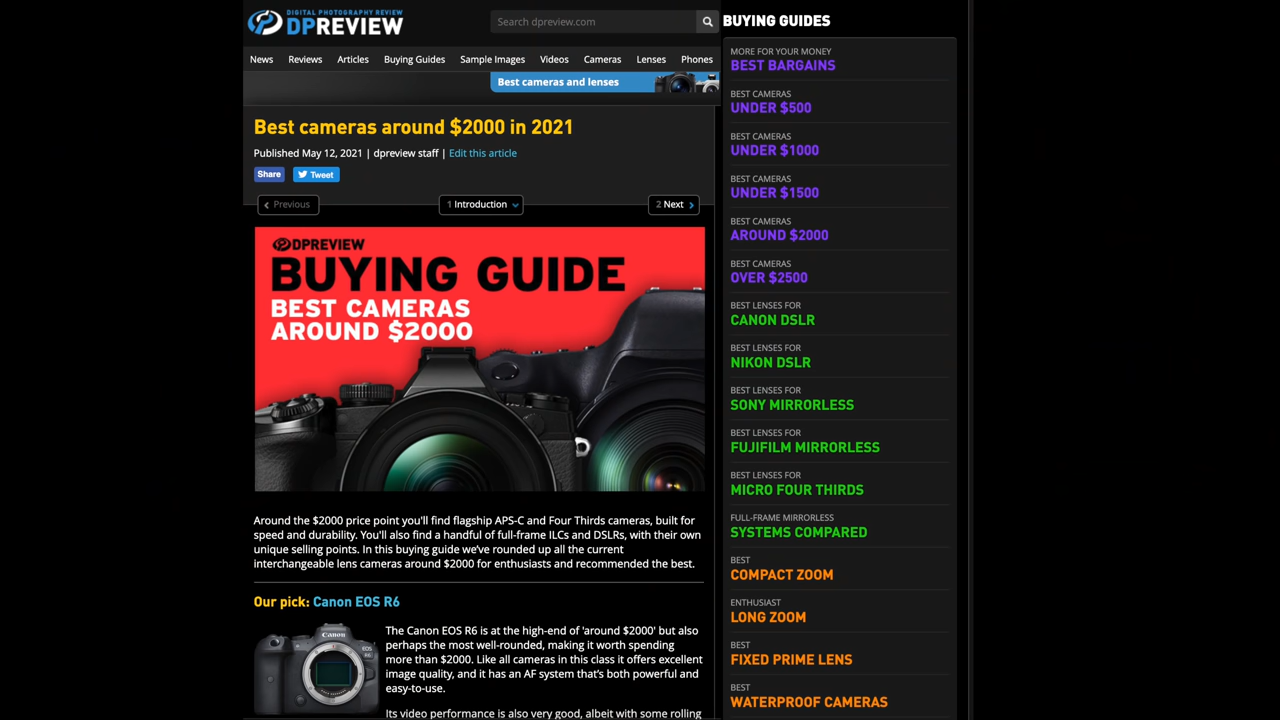 DIGITAL PHOTOGRAPHY REVIEW
DPREVIEW
Search dpreview.com
News Reviews Articles Buying Guides Sample Images Videos Cameras Lenses Phones
Best cameras and lenses
Best cameras around $2000 in 2021
Published May 12, 2021 | dpreview staff | Edit this article
Share Tweet
Previous 1 Introduction 2 Next
DPREVIEW
BUYING GUIDE
BEST CAMERAS
AROUND $2000
Around the $2000 price point you'll find flagship APS-C and Four Thirds cameras, built for
speed and durability. You'll also find a handful of full-frame ILCs and DSLRs, with their own
unique selling points. In this buying guide we've rounded up all the current
interchangeable lens cameras around $2000 for enthusiasts and recommended the best.
Our pick: Canon EOS R6
Canon
EOS
R6
The Canon EOS R6 is at the high-end of 'around $2000' but also
perhaps the most well-rounded, making it worth spending
more than $2000. Like all cameras in this class it offers excellent
image quality, and it has an AF system that's both powerful and
easy-to-use.
Its video performance is also very good, albeit with some rolling
BUYING GUIDES
MORE FOR YOUR MONEY
BEST BARGAINS
BEST CAMERAS
UNDER $500
BEST CAMERAS
UNDER $1000
BEST CAMERAS
UNDER $1500
BEST CAMERAS
AROUND $2000
BEST CAMERAS
OVER $2500
BEST LENSES FOR
CANON DSLR
BEST LENSES FOR
NIKON DSLR
BEST LENSES FOR
SONY MIRRORLESS
BEST LENSES FOR
FUJIFILM MIRRORLESS
BEST LENSES FOR
MICRO FOUR THIRDS
FULL-FRAME MIRRORLESS
SYSTEMS COMPARED
BEST
COMPACT ZOOM
ENTHUSIAST
LONG ZOOM
BEST
FIXED PRIME LENS
BEST
WATERPROOF CAMERAS